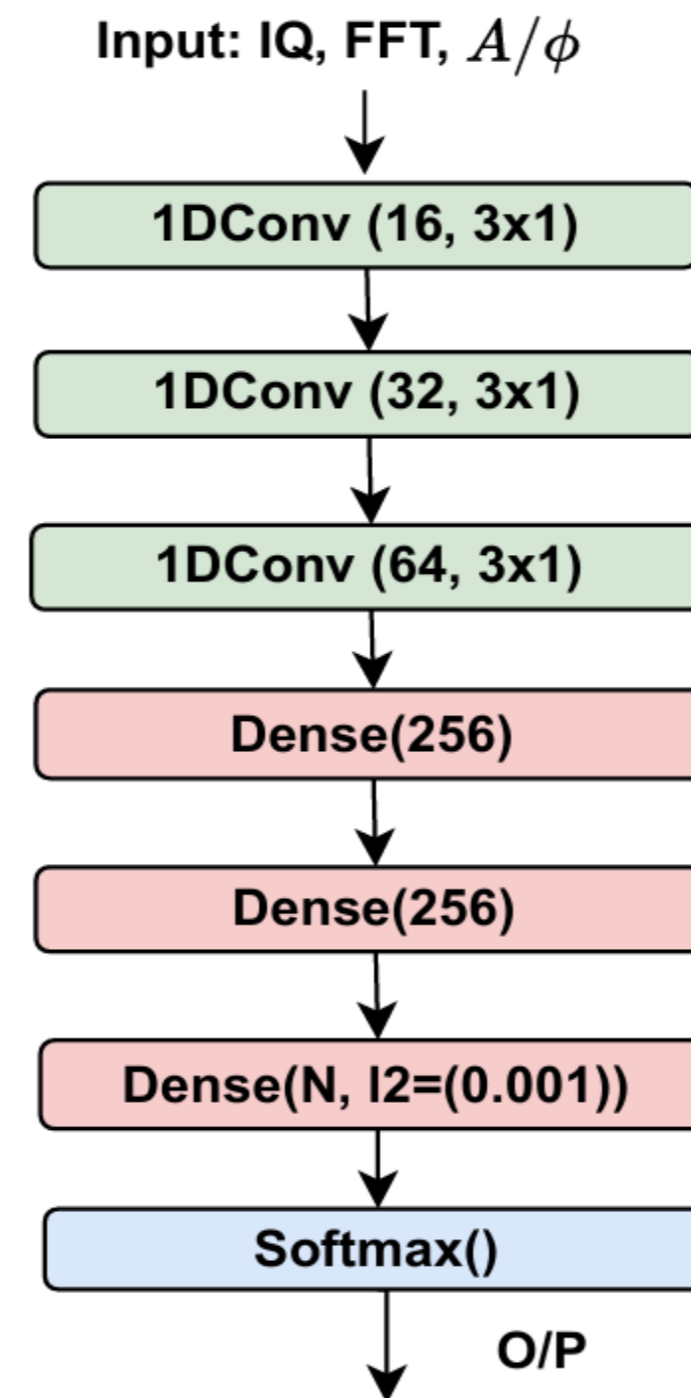 Input: IQ, FFT, A/ϕ
1DConv (16, 3x1)
1DConv (32, 3x1)
1DConv (64, 3x1)
Dense(256)
Dense(256)
Dense(N, l2=(0.001))
Softmax()
O/P